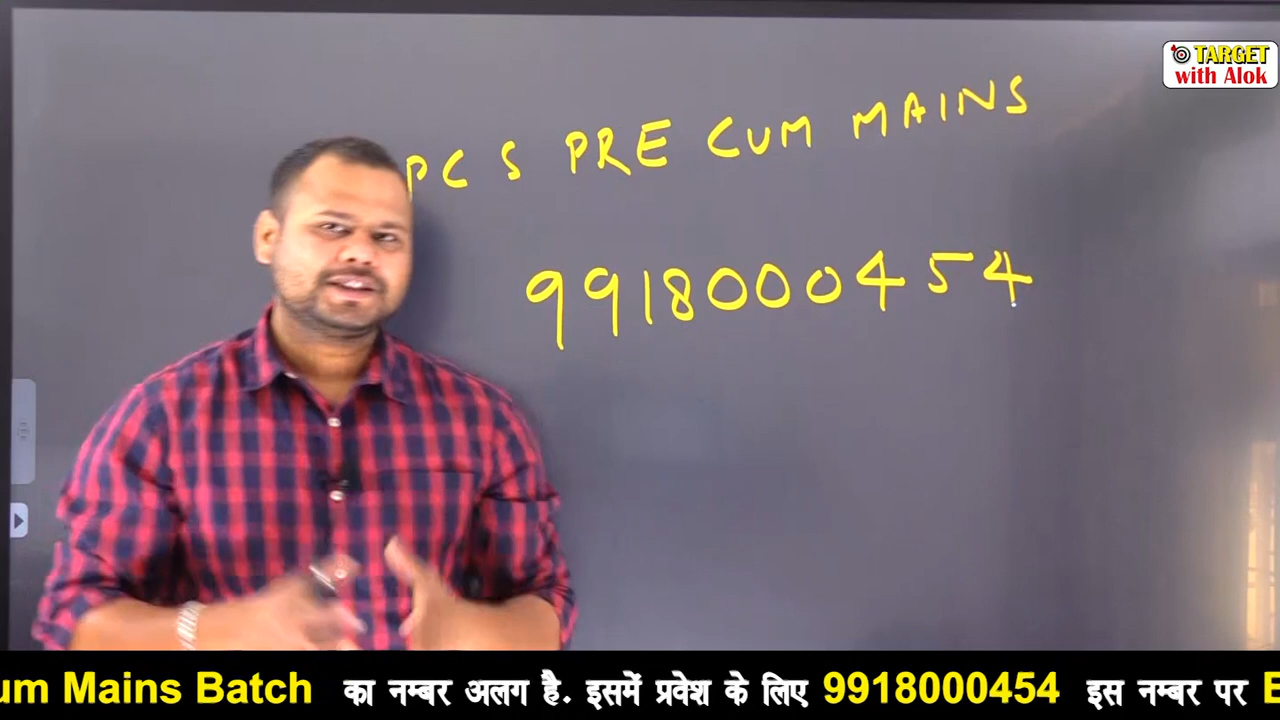 TARGET
with Alok
PCS PRE CUM MAINS
9918000454
um Mains Batch का नम्बर अलग है. इसमें प्रवेश के लिए 9918000454 इस नम्बर पर E